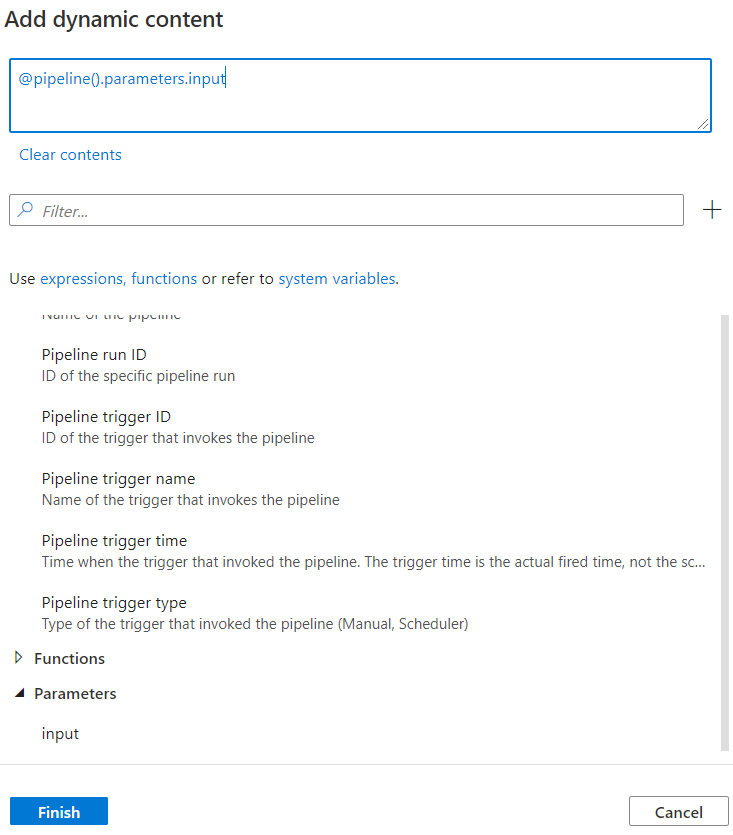 Add dynamic content
@pipeline().parameters.input
Clear contents
Filter...
Use expressions, functions or refer to system variables.
Name of the pipeline
Pipeline run ID
ID of the specific pipeline run
Pipeline trigger ID
ID of the trigger that invokes the pipeline
Pipeline trigger name
Name of the trigger that invokes the pipeline
Pipeline trigger time
Time when the trigger that invoked the pipeline. The trigger time is the actual fired time, not the sc...
Pipeline trigger type
Type of the trigger that invoked the pipeline (Manual, Scheduler)
Functions
Parameters
input
Finish
Cancel